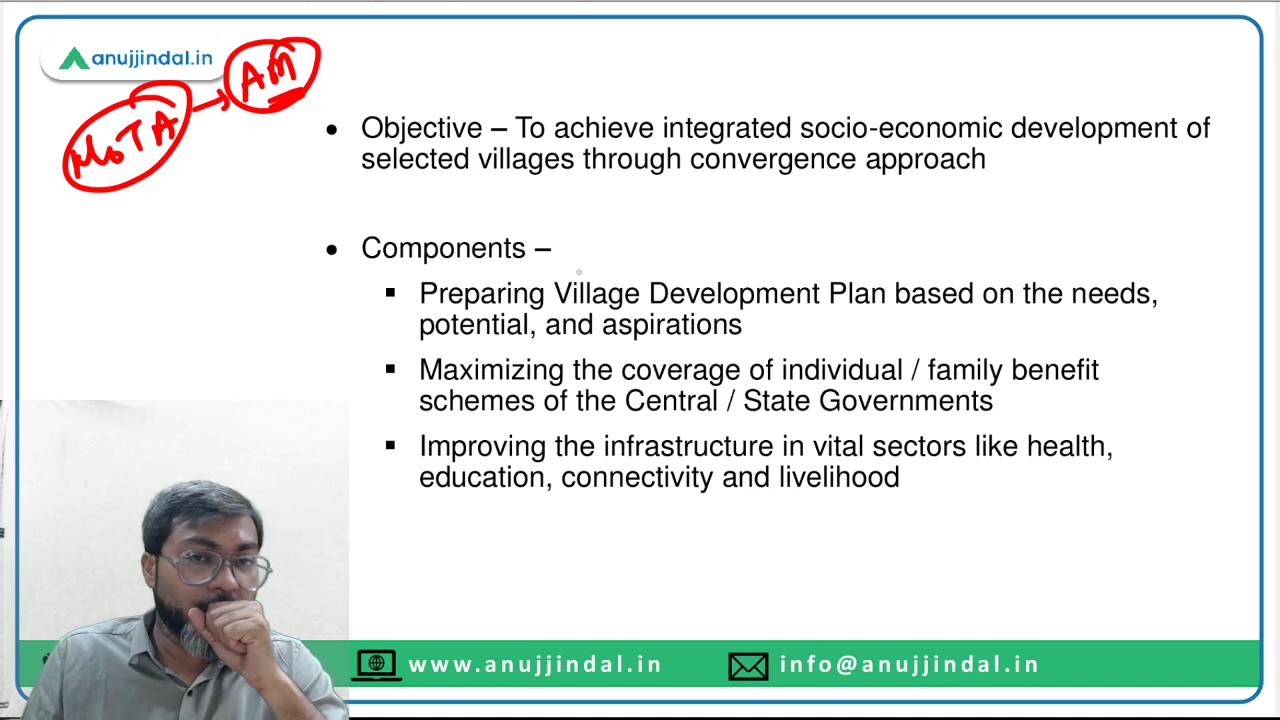 anujjindal.in
AM
MoTA
• Objective – To achieve integrated socio-economic development of
selected villages through convergence approach
• Components –
▪ Preparing Village Development Plan based on the needs,
potential, and aspirations
▪ Maximizing the coverage of individual / family benefit
schemes of the Central / State Governments
▪ Improving the infrastructure in vital sectors like health,
education, connectivity and livelihood
www.anujjindal.in
info@anujjindal.in